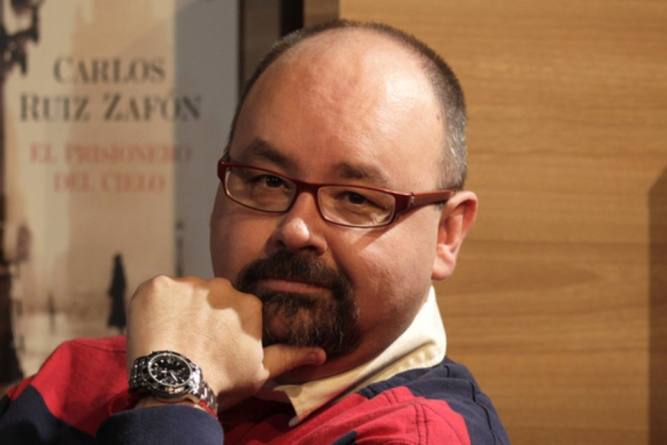 CARLOS
RUIZ ZAFÓN
EL PRISIONERO
DEL CIELO